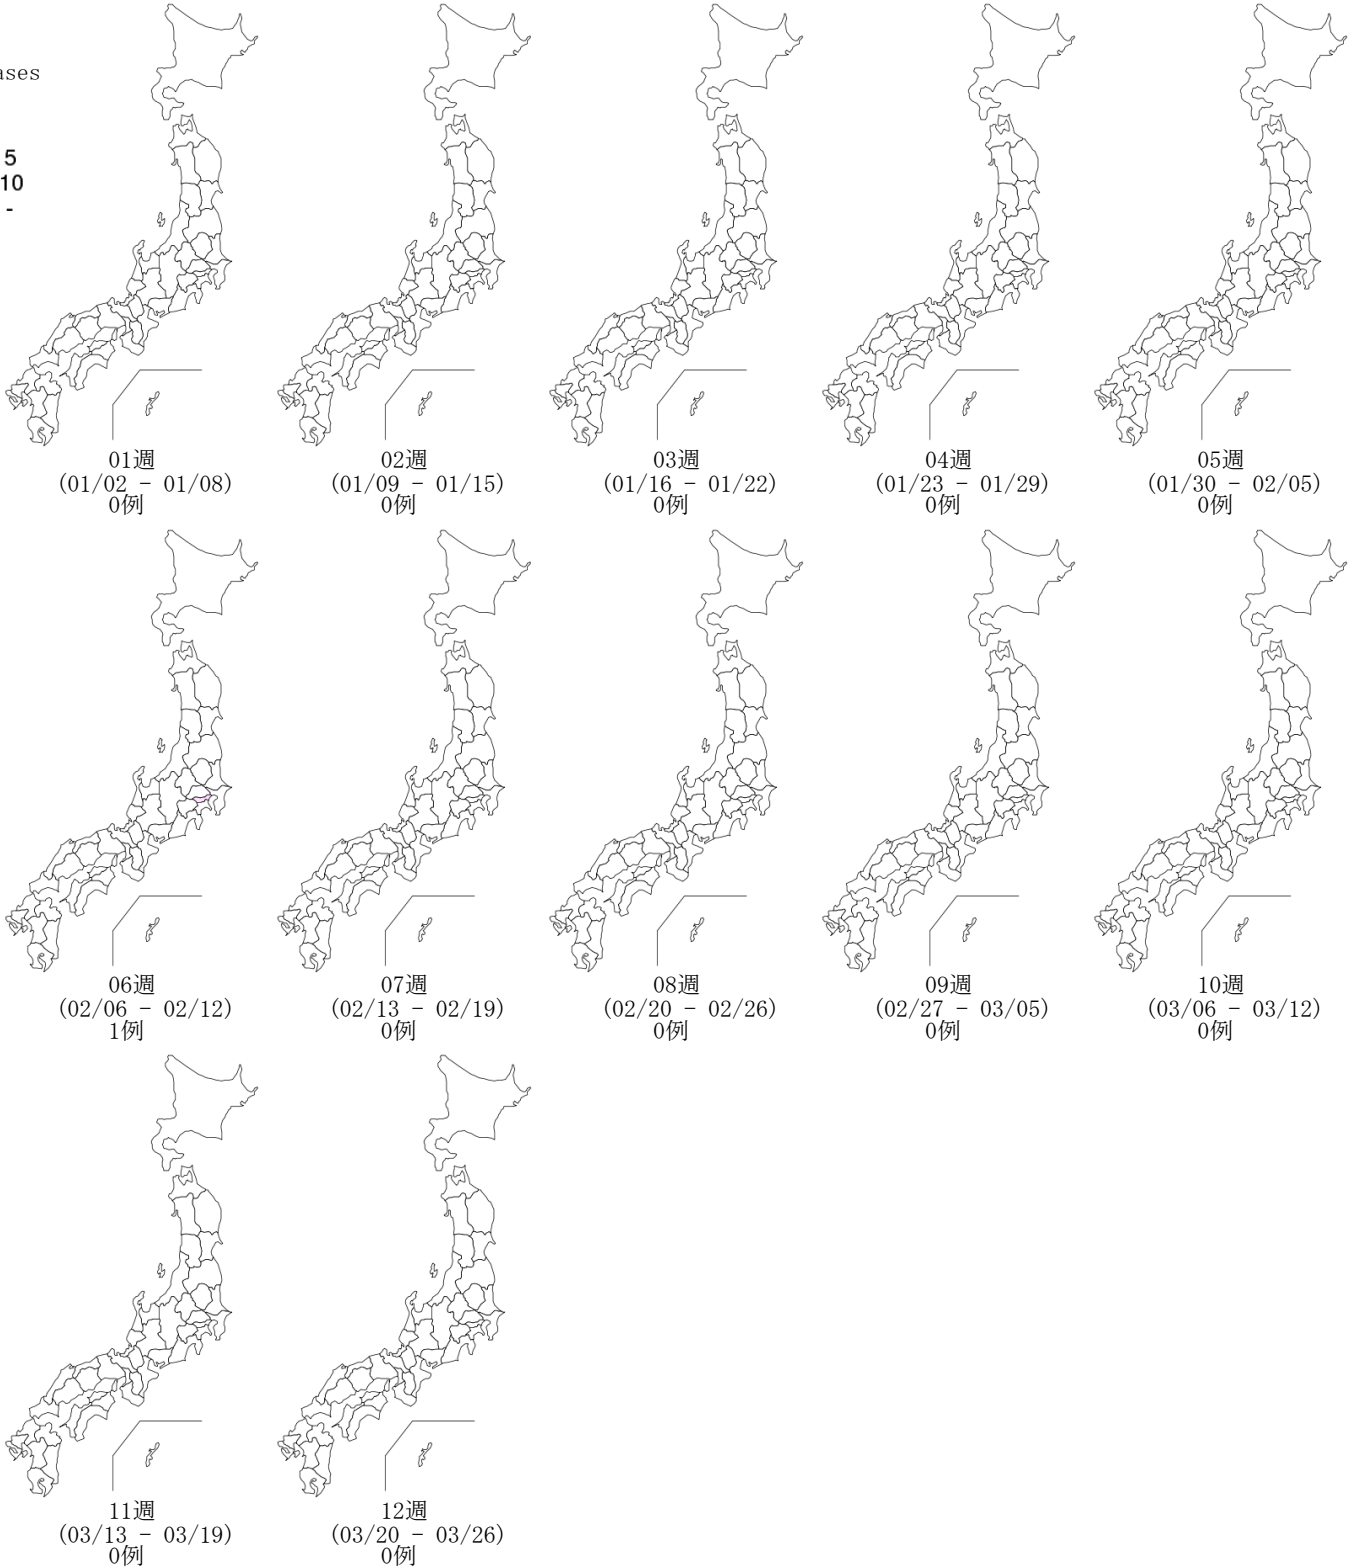 ases
5
10
-
01週
(01/02 - 01/08)
0例
02週
(01/09 - 01/15)
0例
03週
(01/16 - 01/22)
0例
04週
(01/23 - 01/29)
0例
05週
(01/30 - 02/05)
0例
06週
(02/06 - 02/12)
1例
07週
(02/13 - 02/19)
0例
08週
(02/20 - 02/26)
0例
09週
(02/27 - 03/05)
0例
10週
(03/06 - 03/12)
0例
11週
(03/13 - 03/19)
0例
12週
(03/20 - 03/26)
0例